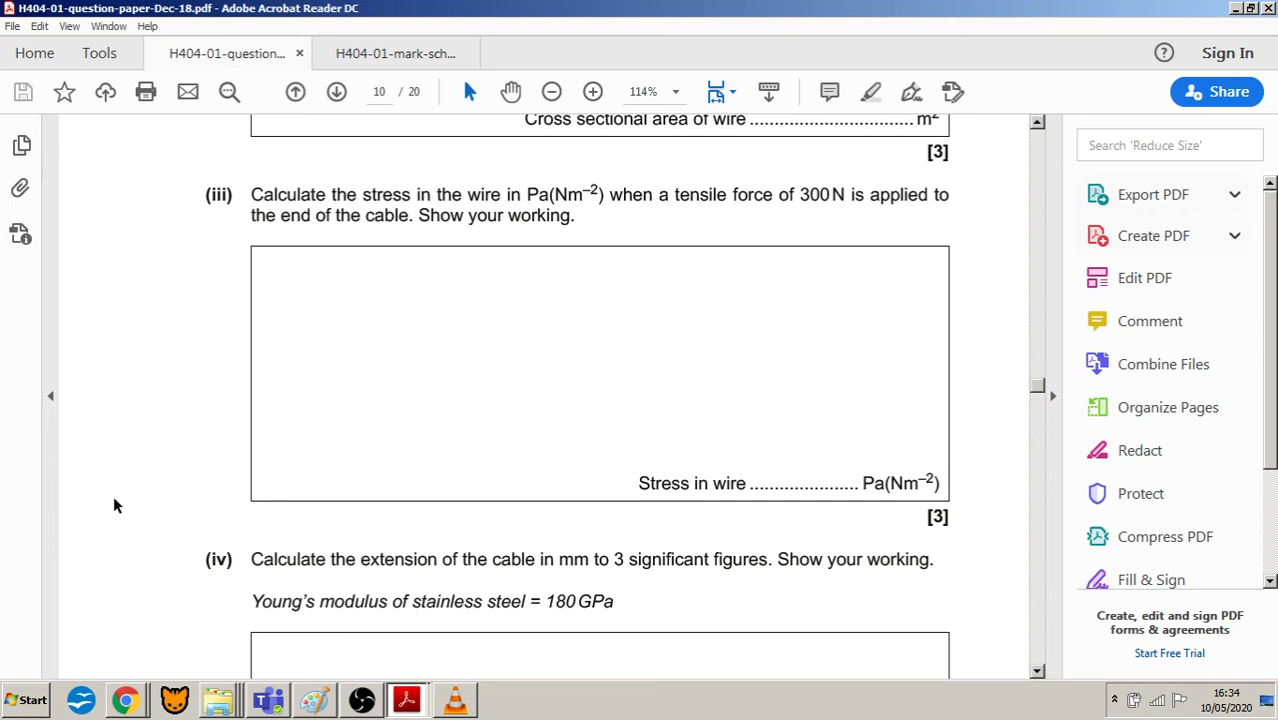 H404-01-question-paper-Dec-18.pdf - Adobe Acrobat Reader DC
File Edit View Window Help
Home Tools H404-01-question... × H404-01-mark-sch... ? Sign In
10 / 20 114% Share
Cross sectional area of wire .................................. m²
[3]
(iii) Calculate the stress in the wire in Pa(Nm⁻²) when a tensile force of 300 N is applied to
the end of the cable. Show your working.
Stress in wire ...................... Pa(Nm⁻²)
[3]
(iv) Calculate the extension of the cable in mm to 3 significant figures. Show your working.
Young's modulus of stainless steel = 180 GPa
Search 'Reduce Size'
Export PDF
Create PDF
Edit PDF
Comment
Combine Files
Organize Pages
Redact
Protect
Compress PDF
Fill & Sign
Create, edit and sign PDF
forms & agreements
Start Free Trial
Start
16:34
10/05/2020